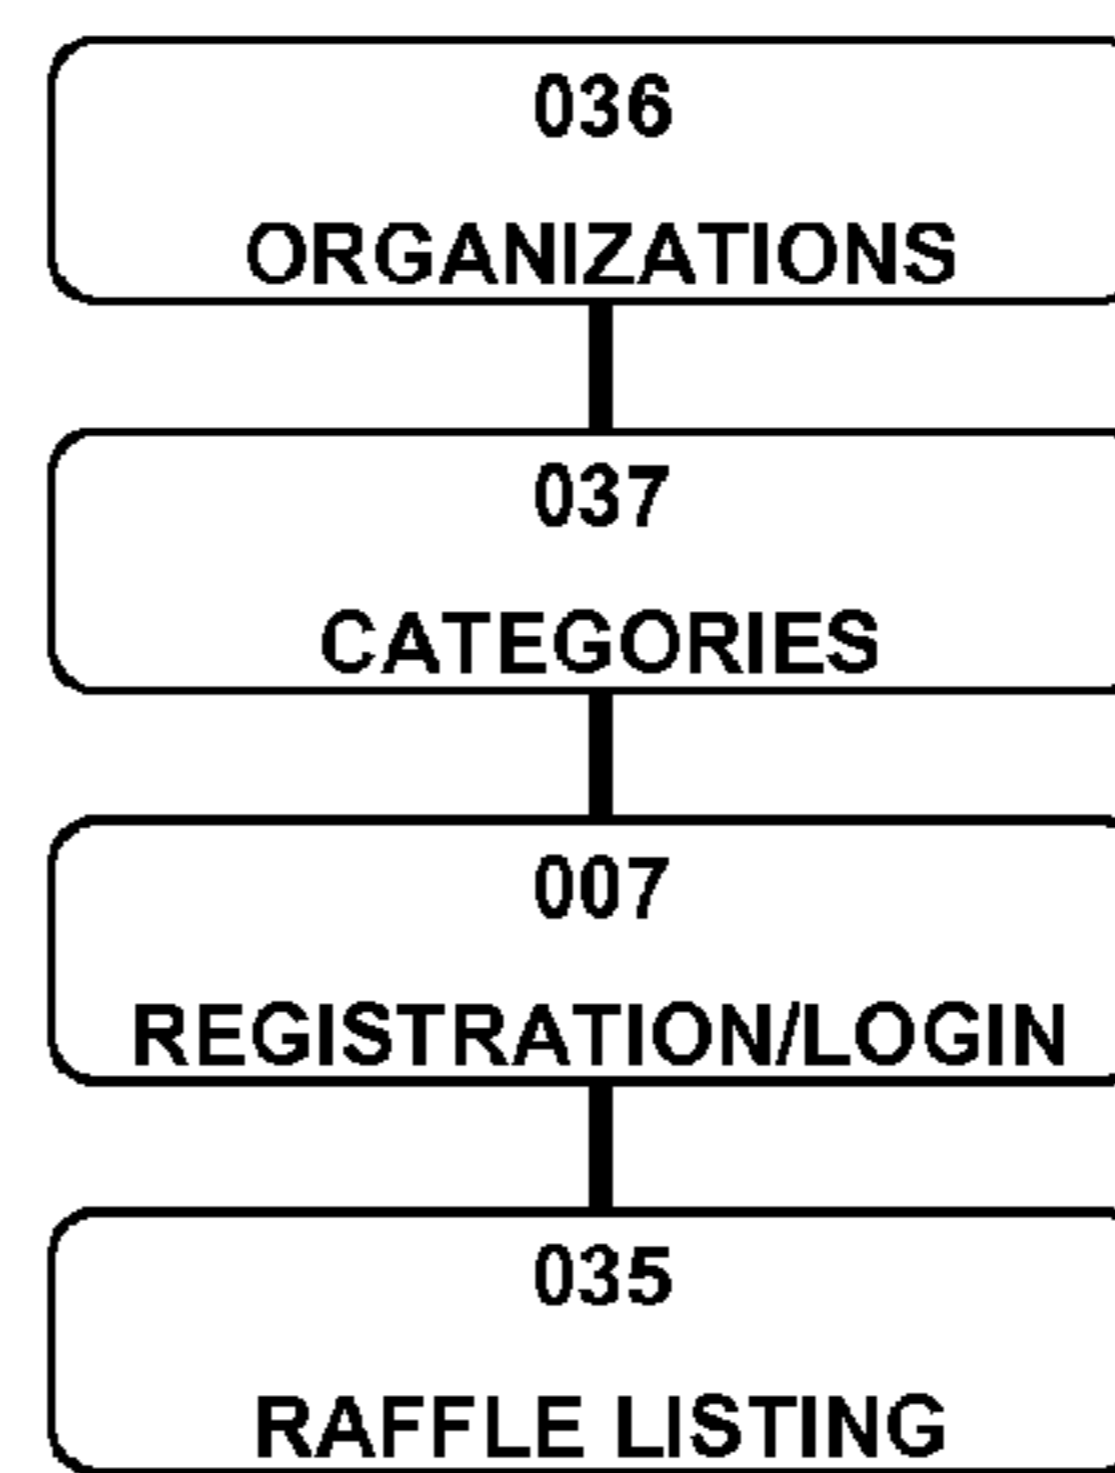 036
ORGANIZATIONS
037
CATEGORIES
007
REGISTRATION/LOGIN
035
RAFFLE LISTING